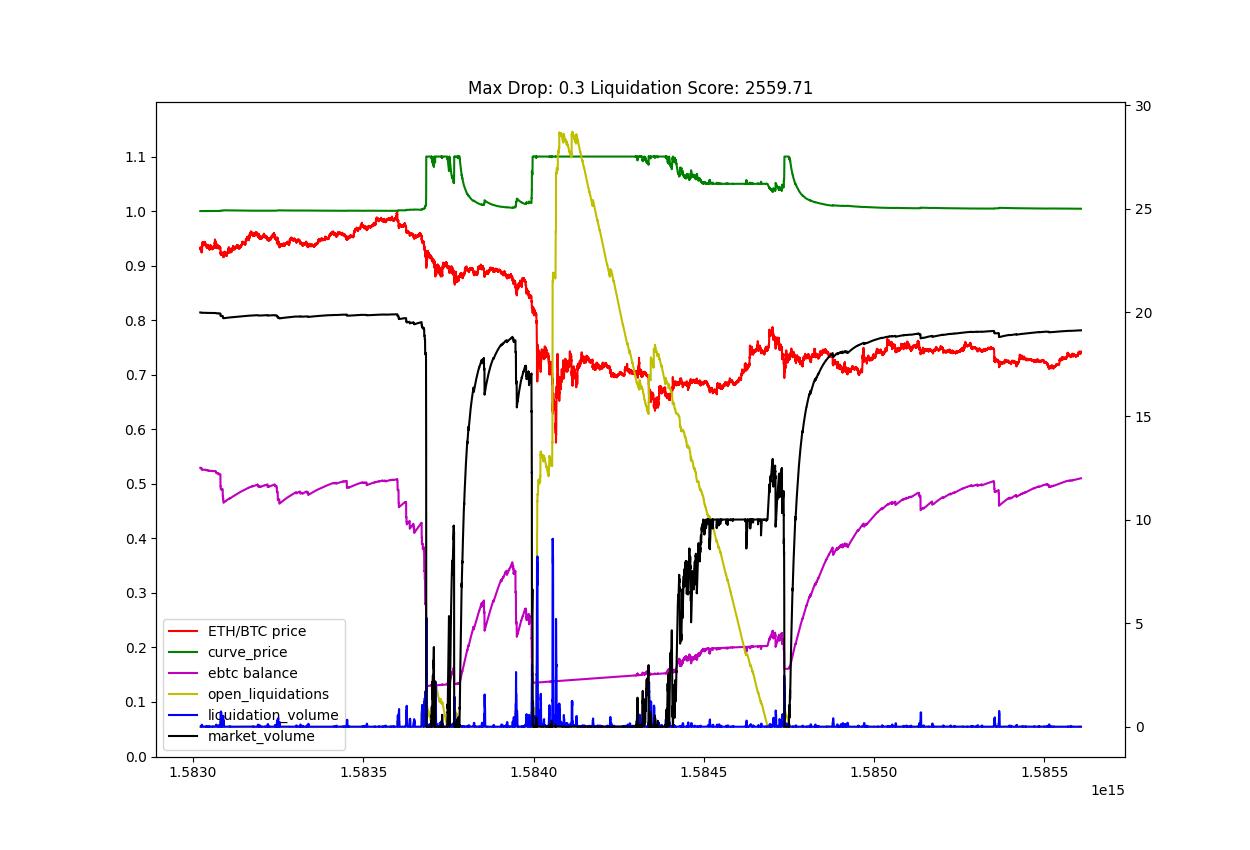 Max Drop: 0.3 Liquidation Score: 2559.71
30
1.1
1.0
25
0.9
0.8
20
0.7
15
0.6
0.5
10
0.4
0.3
5
0.2
0.1
0
0.0
ETH/BTC price
curve_price
ebtc balance
open_liquidations
liquidation_volume
market_volume
1.5830 1.5835 1.5840 1.5845 1.5850 1.5855
1e15